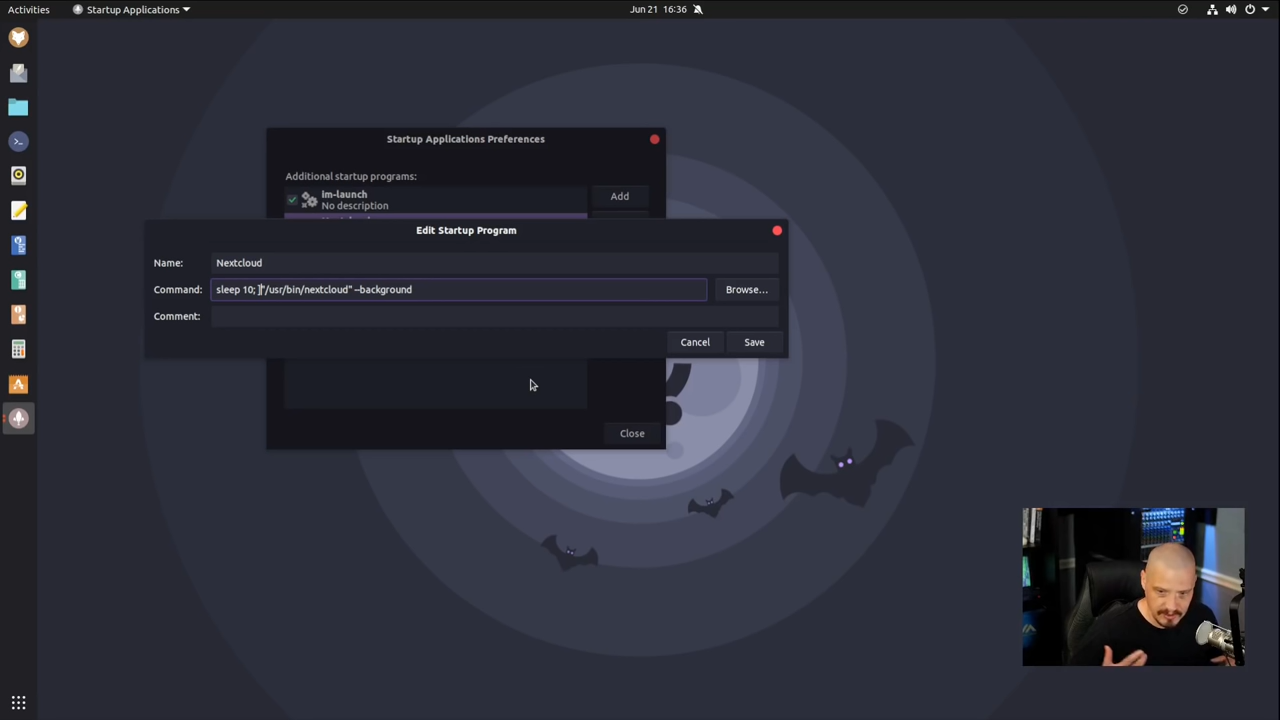 Activities
Startup Applications
Jun 21 16:36
Startup Applications Preferences
Additional startup programs:
im-launch
No description
Add
Edit Startup Program
Name:
Nextcloud
Command:
sleep 10; "/usr/bin/nextcloud" --background
Browse...
Comment:
Cancel
Save
Close